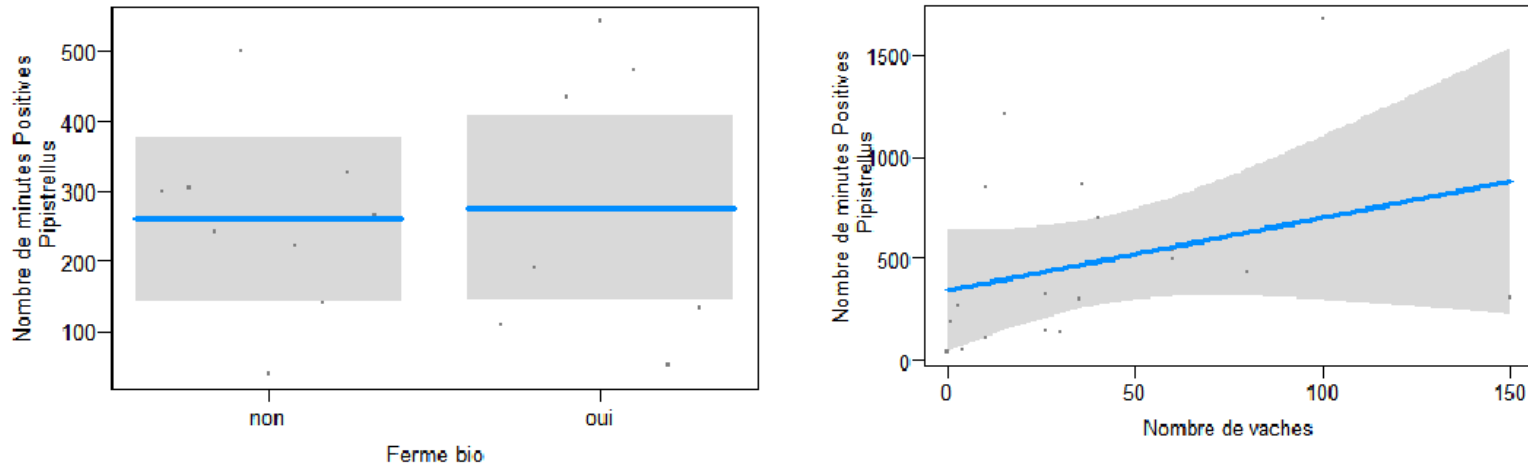 Nombre de minutes Positives
Pipistrellus
500
400
300
200
100
non
oui
Ferme bio
Nombre de minutes Positives
Pipistrellus
1500
1000
500
0
0
50
100
150
Nombre de vaches